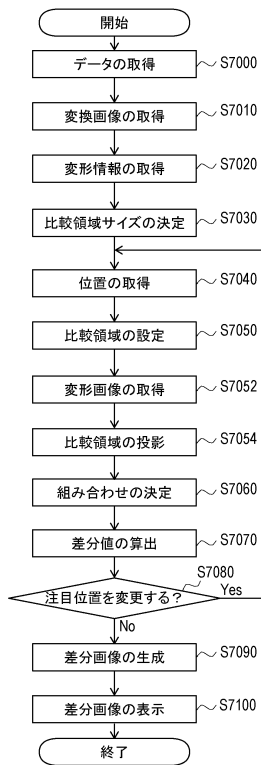 開始
データの取得 S7000
変換画像の取得 S7010
変形情報の取得 S7020
比較領域サイズの決定 S7030
位置の取得 S7040
比較領域の設定 S7050
変形画像の取得 S7052
比較領域の投影 S7054
組み合わせの決定 S7060
差分値の算出 S7070
S7080
注目位置を変更する? Yes
No
差分画像の生成 S7090
差分画像の表示 S7100
終了